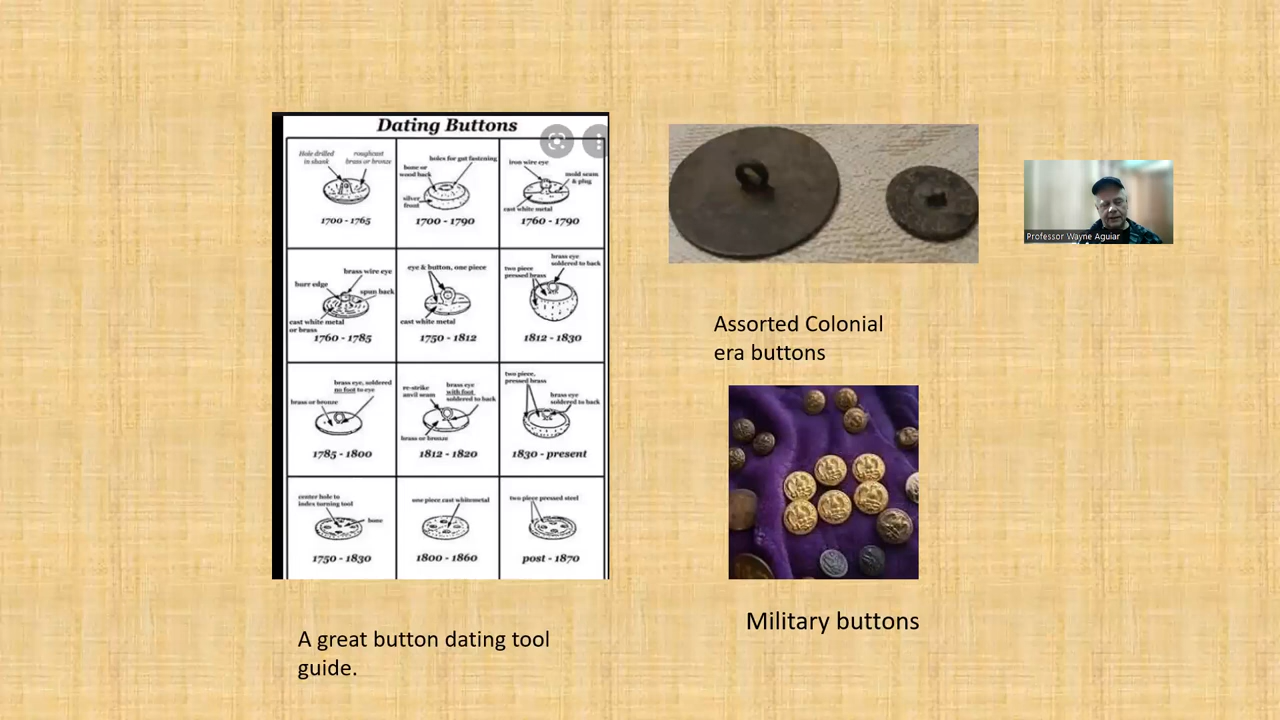 Dating Buttons
Hole drilled
in shank
roughcast
brass or bronze
1700 - 1765
holes for gut fastening
bone or
wood back
silver
front
1700 - 1790
iron wire eye
mold seam
& plug
cast white metal
1760 - 1790
brass wire eye
burr edge
spun back
cast white metal
or brass
1760 - 1785
eye & button, one piece
cast white metal
1750 - 1812
brass eye
soldered to back
two piece
pressed brass
1812 - 1830
brass eye, soldered
no foot to eye
brass or bronze
1785 - 1800
re-strike
anvil seam
brass eye
with foot
soldered to back
brass or bronze
1812 - 1820
two piece,
pressed brass
brass eye
soldered to back
1830 - present
center hole to
index turning tool
bone
1750 - 1830
one piece cast whitemetal
1800 - 1860
two piece pressed steel
post - 1870
A great button dating tool
guide.
Assorted Colonial
era buttons
Military buttons
Professor Wayne Aguiar